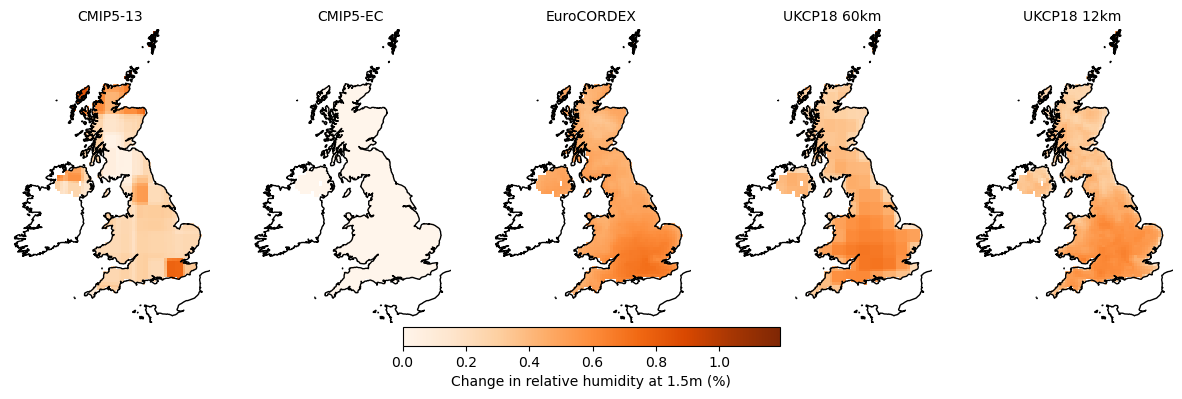 CMIP5-13 CMIP5-EC EuroCORDEX UKCP18 60km UKCP18 12km
0.0 0.2 0.4 0.6 0.8 1.0
Change in relative humidity at 1.5m (%)